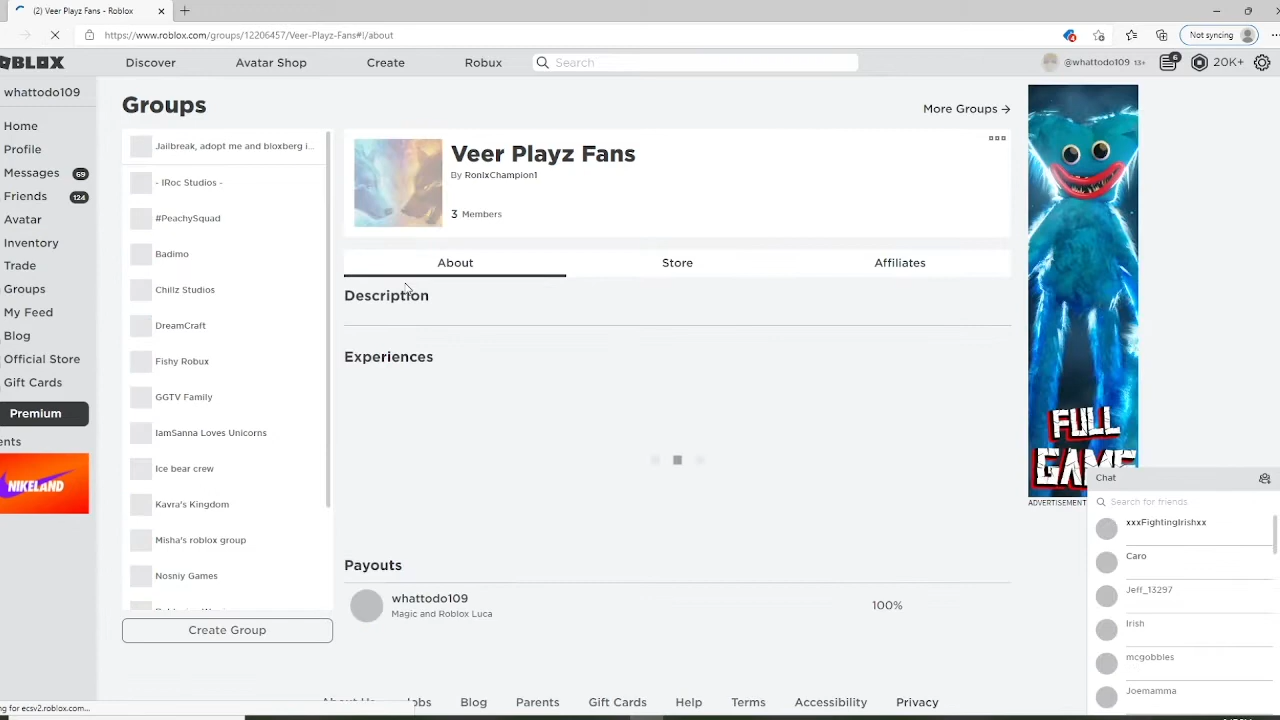 (2) Veer Playz Fans - Roblox
https://www.roblox.com/groups/12206457/Veer-Playz-Fans#!/about
Not syncing
Discover
Avatar Shop
Create
Robux
Search
@whattodo109 13+
6
20K+
whattodo109
Home
Profile
Messages 69
Friends 124
Avatar
Inventory
Trade
Groups
My Feed
Blog
Official Store
Gift Cards
Premium
NIKELAND
Groups
More Groups →
Jailbreak, adopt me and bloxberg i...
- IRoc Studios -
#PeachySquad
Badimo
Chillz Studios
DreamCraft
Fishy Robux
GGTV Family
IamSanna Loves Unicorns
Ice bear crew
Kavra's Kingdom
Misha's roblox group
Nosniy Games
Create Group
Veer Playz Fans
By RonixChampion1
3 Members
About
Store
Affiliates
Description
Experiences
Payouts
whattodo109
Magic and Roblox Luca
100%
FULL
GAME
ADVERTISEMENT
Chat
Search for friends
xxxFightingIrishxx
Caro
Jeff_13297
Irish
mcgobbles
Joemamma
Blog
Parents
Gift Cards
Help
Terms
Accessibility
Privacy